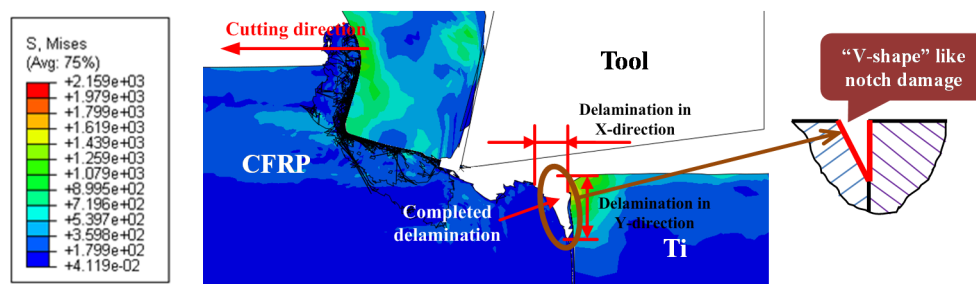 S, Mises
(Avg: 75%)
+2.159e+03
+1.979e+03
+1.799e+03
+1.619e+03
+1.439e+03
+1.259e+03
+1.079e+03
+8.995e+02
+7.196e+02
+5.397e+02
+3.598e+02
+1.799e+02
+4.119e-02
Cutting direction
Tool
Delamination in
X-direction
CFRP
Completed
delamination
Delamination in
Y-direction
Ti
“V-shape” like
notch damage